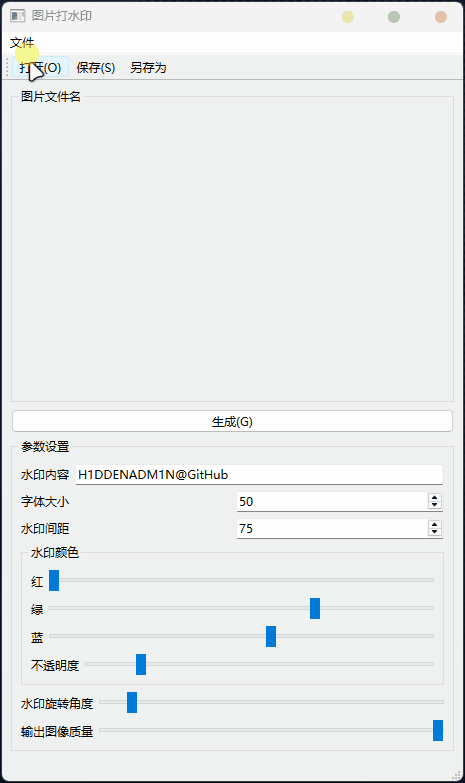 图片打水印
文件
打开(O) 保存(S) 另存为
图片文件名
生成(G)
参数设置
水印内容 H1DDENADM1N@GitHub
字体大小 50
水印间距 75
水印颜色
红
绿
蓝
不透明度
水印旋转角度
输出图像质量